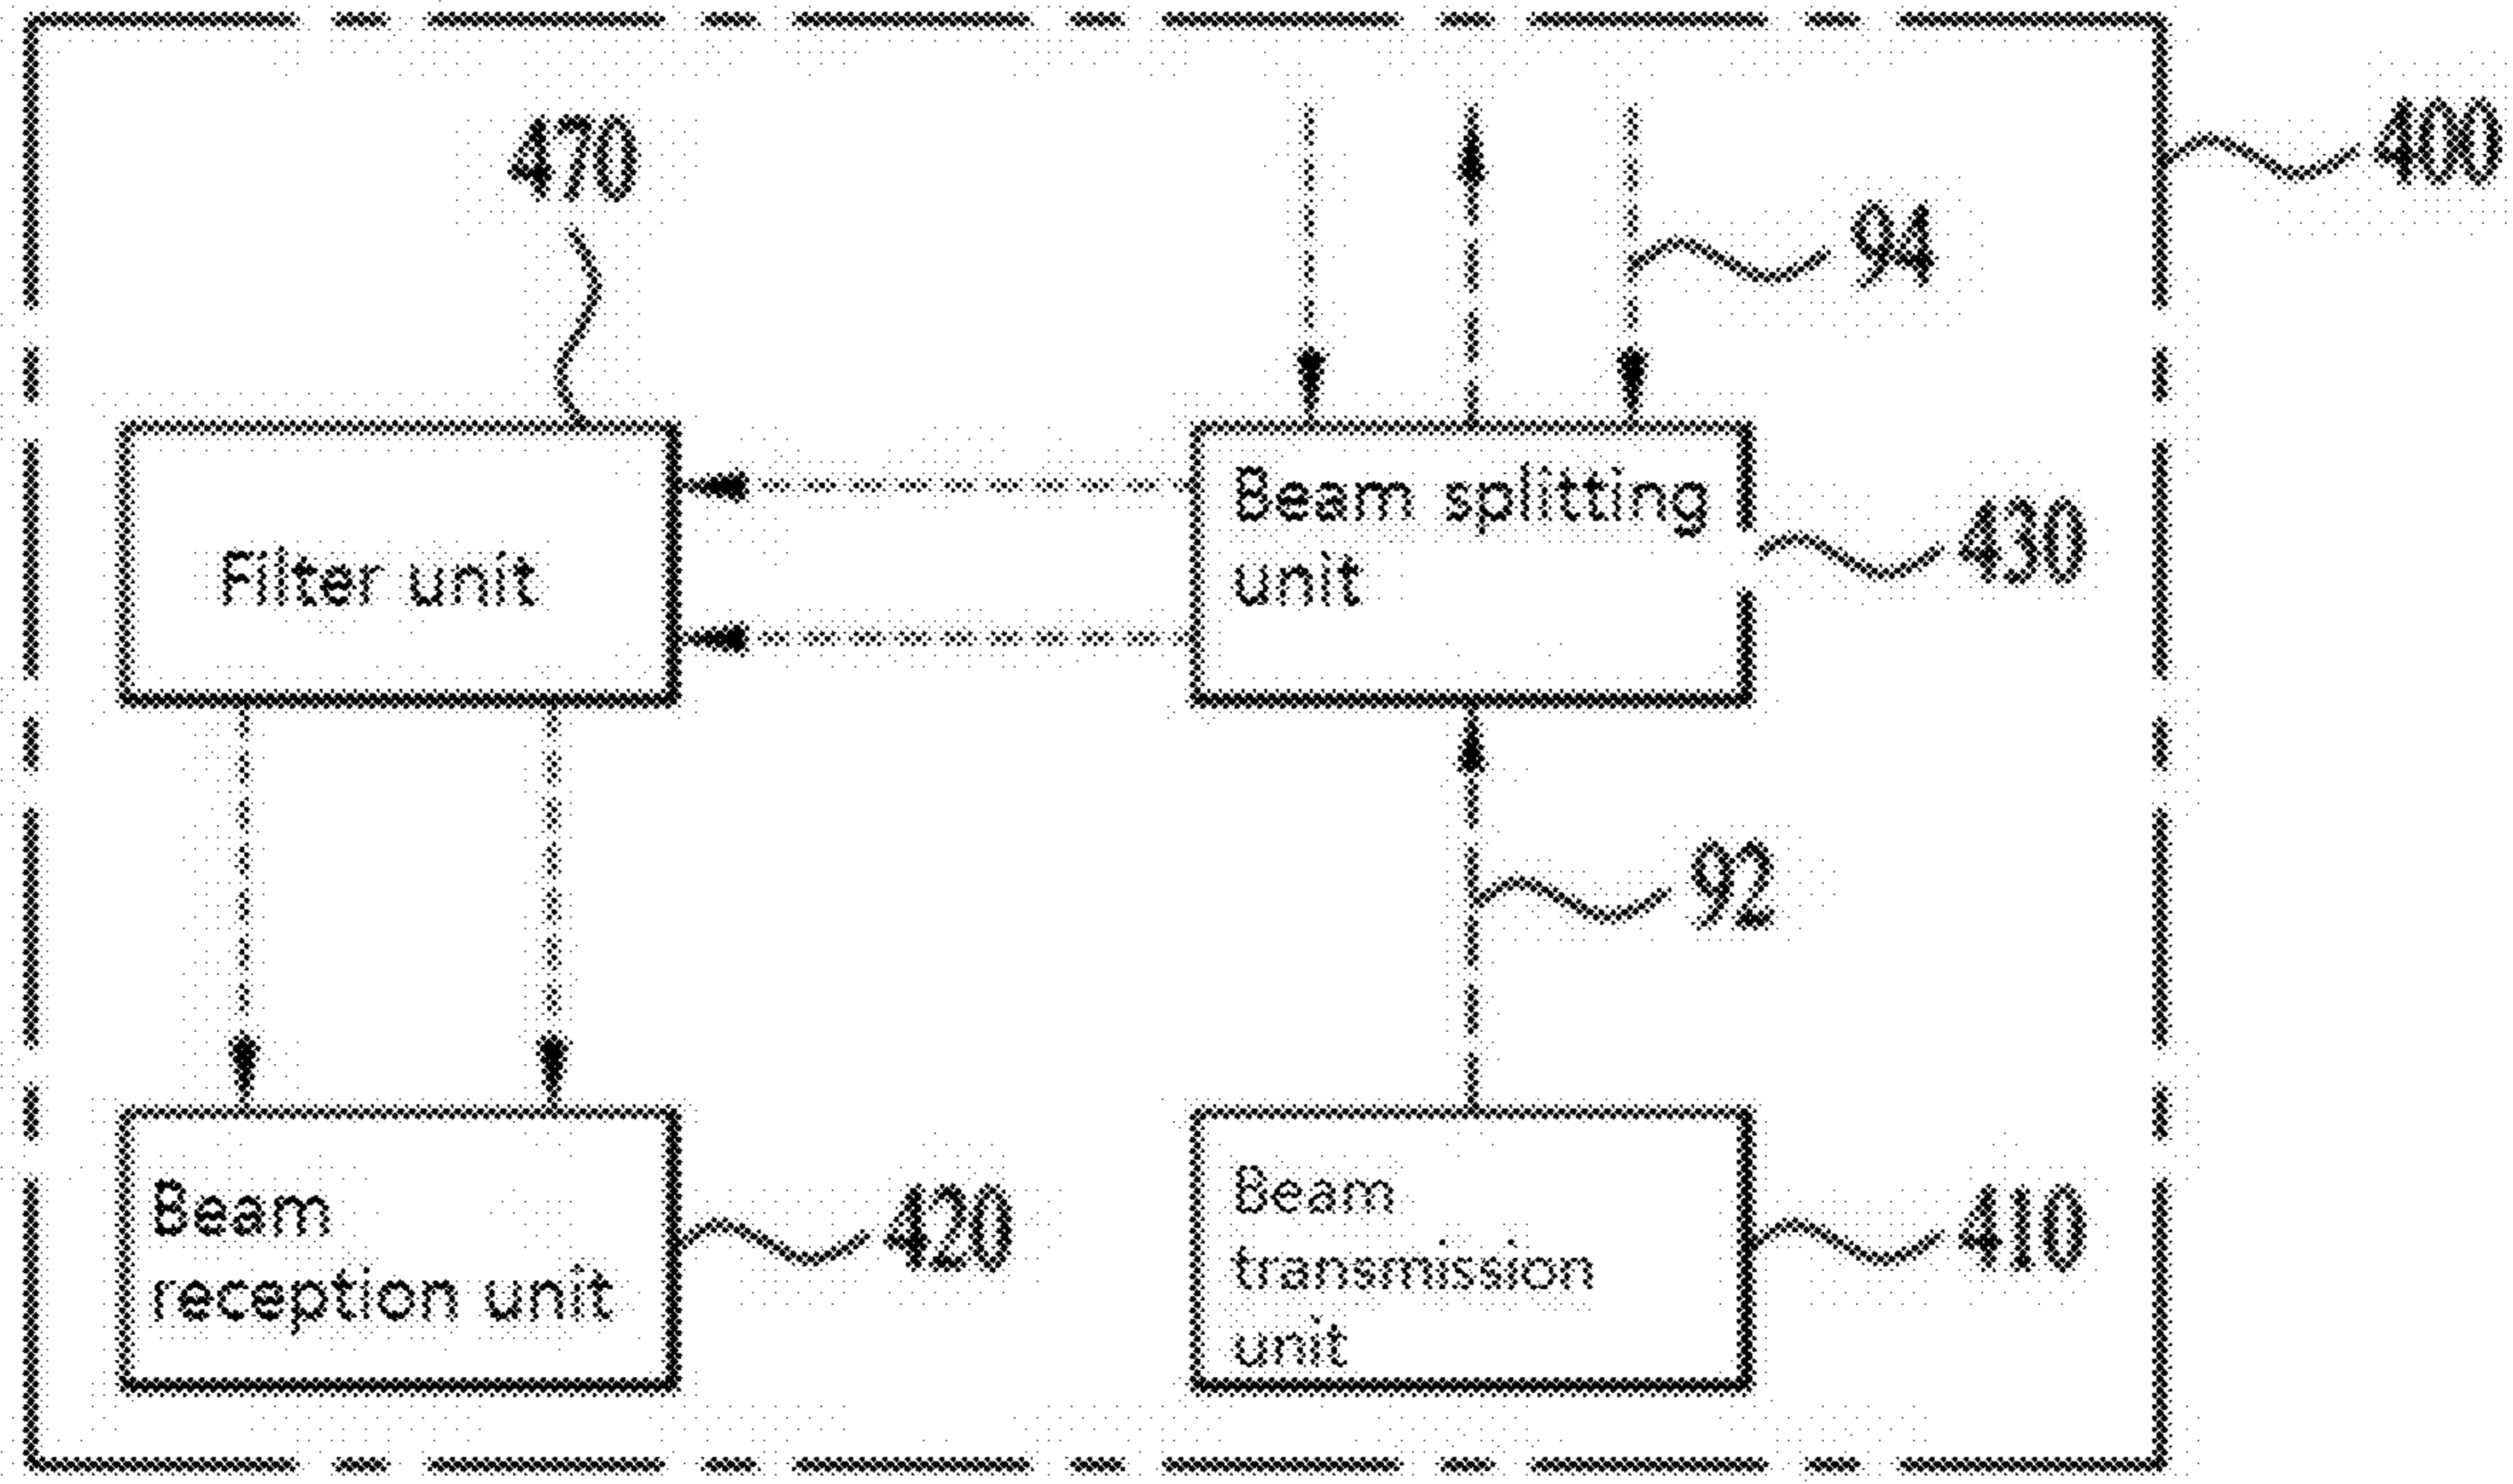 470
400
94
Beam splitting
unit
430
Filter unit
92
Beam
reception unit
420
Beam
transmission
unit
410